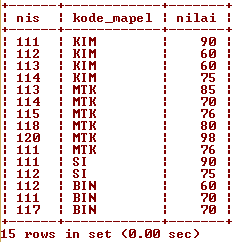 nis | kode_mapel | nilai
111 | KIM | 90
112 | KIM | 60
113 | KIM | 60
114 | KIM | 75
113 | MTK | 85
114 | MTK | 70
115 | MTK | 76
118 | MTK | 80
120 | MTK | 98
111 | MTK | 76
111 | SI | 90
112 | SI | 75
112 | BIN | 60
111 | BIN | 70
117 | BIN | 70
15 rows in set (0.00 sec)